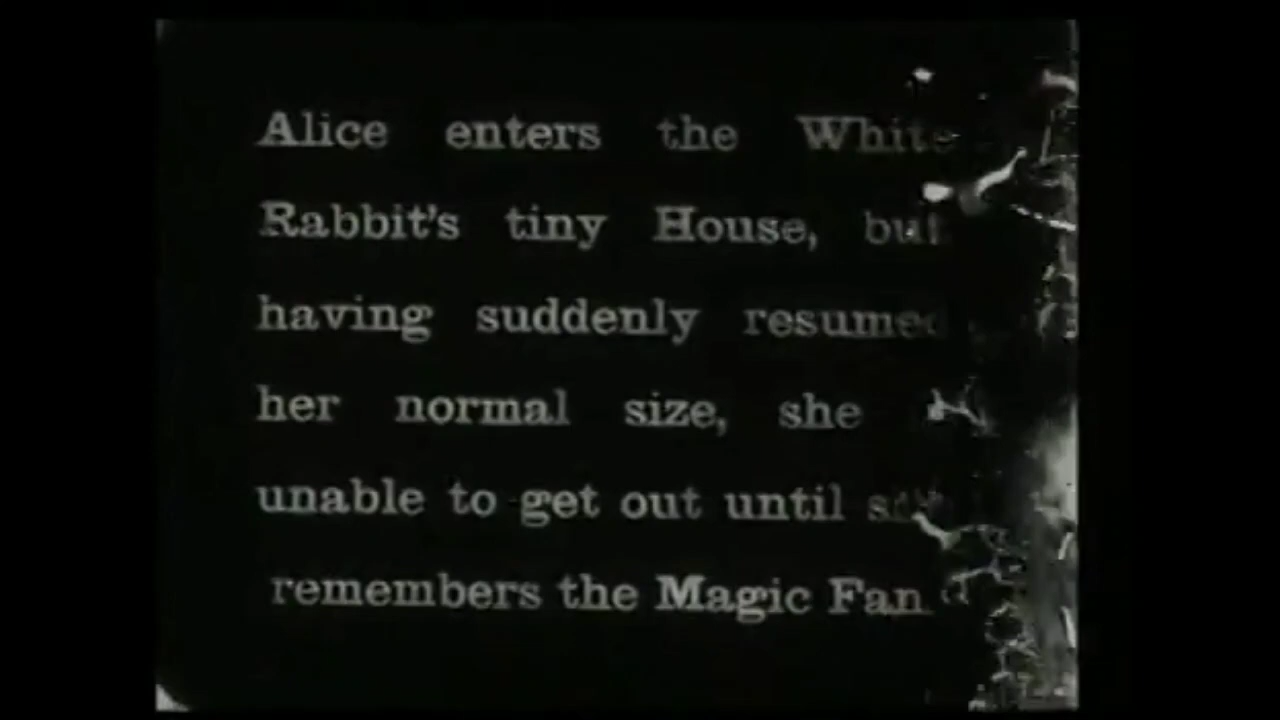 Alice enters the White
Rabbit's tiny House, but
having suddenly resumed
her normal size, she
unable to get out until
remembers the Magic Fan.